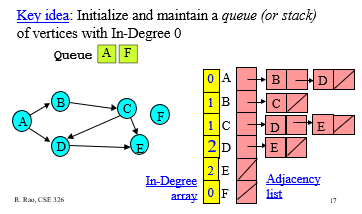 Key idea: Initialize and maintain a queue (or stack)
of vertices with In-Degree 0
Queue A F
A B C D E F
0 A B D
1 B C
1 C D E
2 D E
2 E
0 F
In-Degree
array
Adjacency
list
R. Rao, CSE 326
17